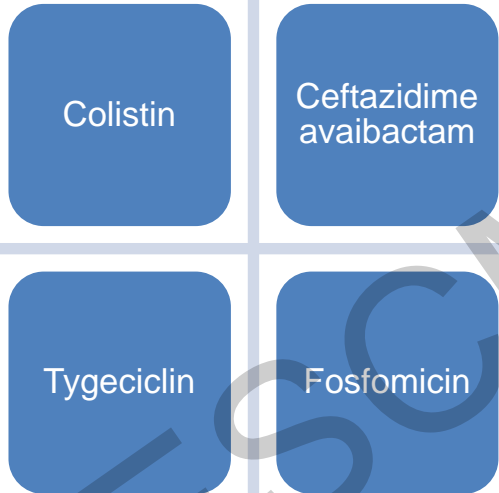 Colistin
Ceftazidime
avaibactam
Tygeciclin
Fosfomicin